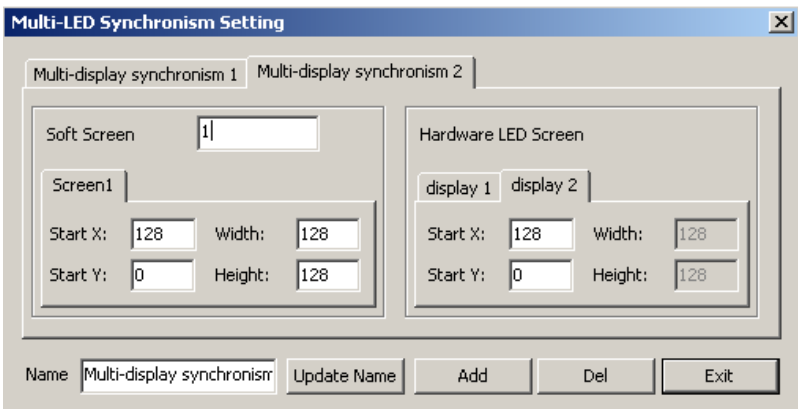 Multi-LED Synchronism Setting
Multi-display synchronism 1 Multi-display synchronism 2
Soft Screen 1
Screen1
Start X: 128 Width: 128
Start Y: 0 Height: 128
Hardware LED Screen
display 1 display 2
Start X: 128 Width: 128
Start Y: 0 Height: 128
Name Multi-display synchronism Update Name Add Del Exit